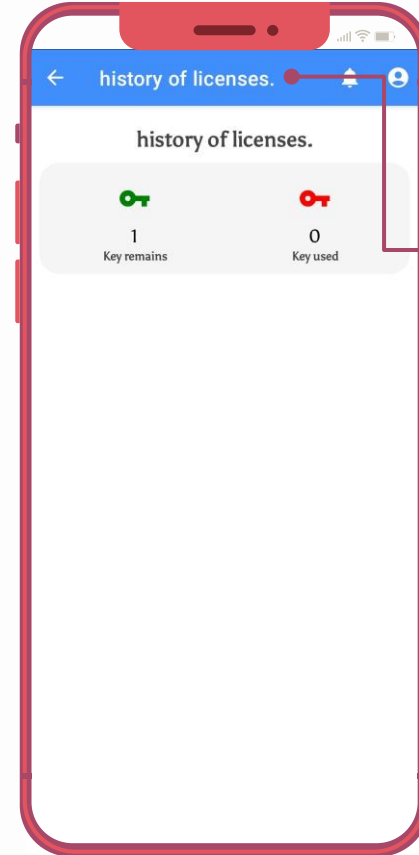 history of licenses.
history of licenses.
1
0
Key remains
Key used